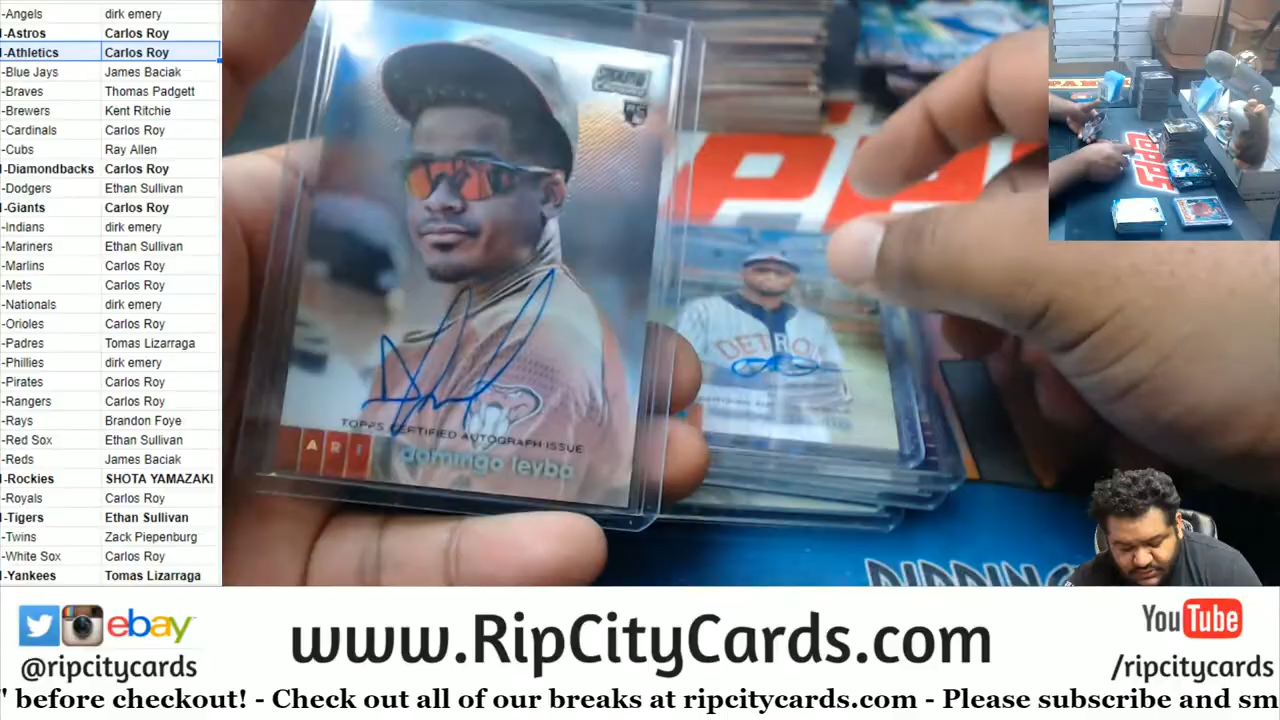 -Angels dirk emery
-Astros Carlos Roy
-Athletics Carlos Roy
-Blue Jays James Baciak
-Braves Thomas Padgett
-Brewers Kent Ritchie
-Cardinals Carlos Roy
-Cubs Ray Allen
-Diamondbacks Carlos Roy
-Dodgers Ethan Sullivan
-Giants Carlos Roy
-Indians dirk emery
-Mariners Ethan Sullivan
-Marlins Carlos Roy
-Mets Carlos Roy
-Nationals dirk emery
-Orioles Carlos Roy
-Padres Tomas Lizarraga
-Phillies dirk emery
-Pirates Carlos Roy
-Rangers Carlos Roy
-Rays Brandon Foye
-Red Sox Ethan Sullivan
-Reds James Baciak
-Rockies SHOTA YAMAZAKI
-Royals Carlos Roy
-Tigers Ethan Sullivan
-Twins Zack Piepenburg
-White Sox Carlos Roy
-Yankees Tomas Lizarraga
RC
TOPPS CERTIFIED AUTOGRAPH ISSUE
ARI
domingo leyba
DETRO
ebay
@ripcitycards
www.RipCityCards.com
YouTube
/ripcitycards
" before checkout! - Check out all of our breaks at ripcitycards.com - Please subscribe and sm